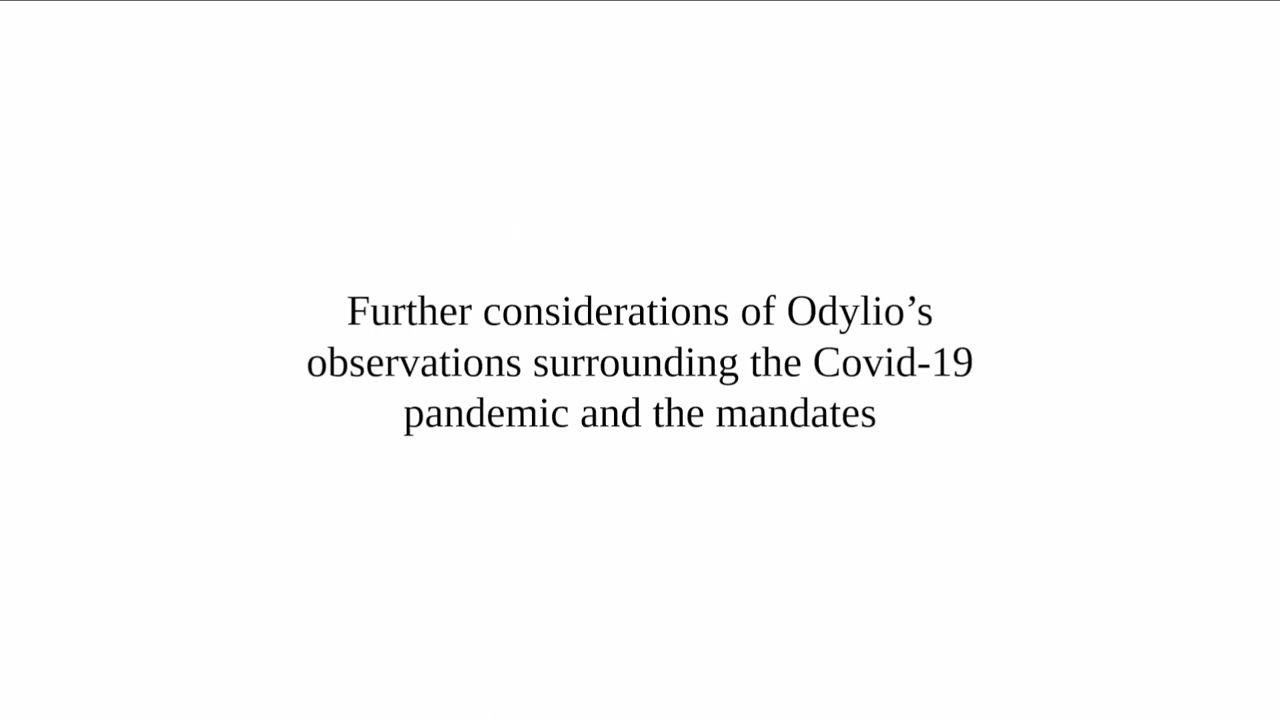 Further considerations of Odylio’s
observations surrounding the Covid-19
pandemic and the mandates